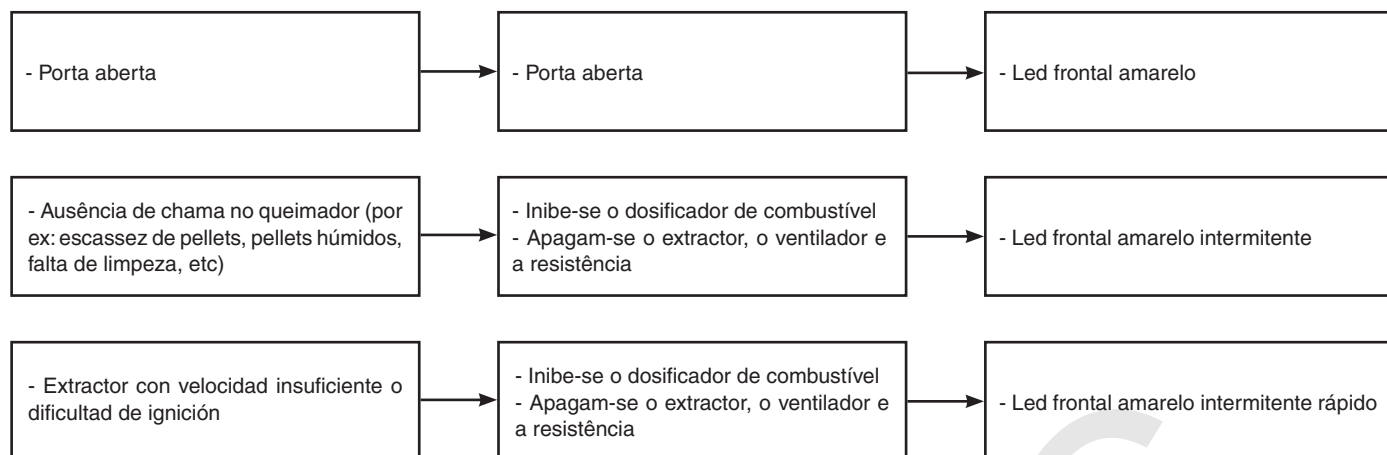 - Porta aberta
- Porta aberta
- Led frontal amarelo
- Ausência de chama no queimador (por
ex: escassez de pellets, pellets húmidos,
falta de limpeza, etc)
- Inibe-se o dosificador de combustível
- Apagam-se o extractor, o ventilador e
a resistência
- Led frontal amarelo intermitente
- Extractor con velocidad insuficiente o
dificultad de ignición
- Inibe-se o dosificador de combustível
- Apagam-se o extractor, o ventilador e
a resistência
- Led frontal amarelo intermitente rápido